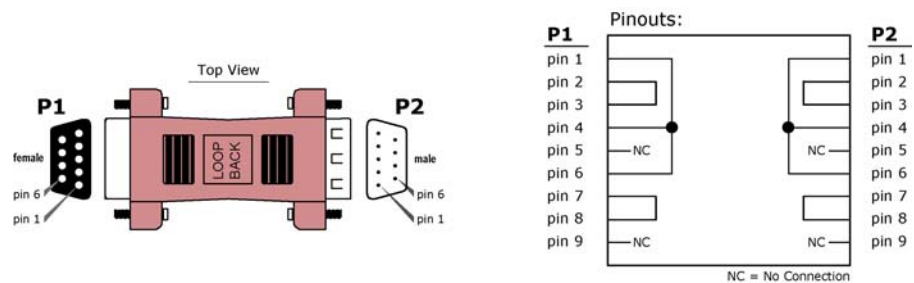 Top View
P1
P2
female
male
pin 6
pin 1
LOOP
BACK
pin 6
pin 1
Pinouts:
P1
P2
pin 1
pin 1
pin 2
pin 2
pin 3
pin 3
pin 4
pin 4
pin 5 NC
NC pin 5
pin 6
pin 6
pin 7
pin 7
pin 8
pin 8
pin 9 NC
NC pin 9
NC = No Connection